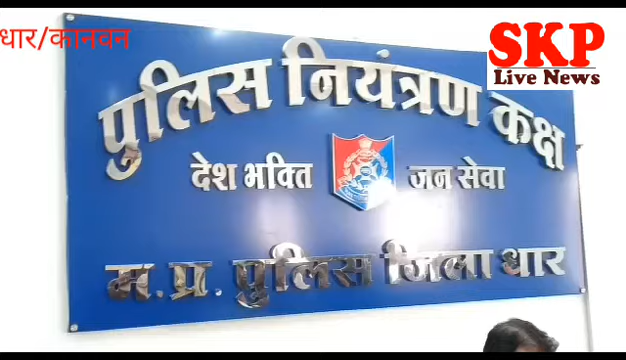 धार/कानवन
SKP
Live News
पुलिस नियंत्रण कक्ष
देश भक्ति जन सेवा
म.प्र. पुलिस जिला धार